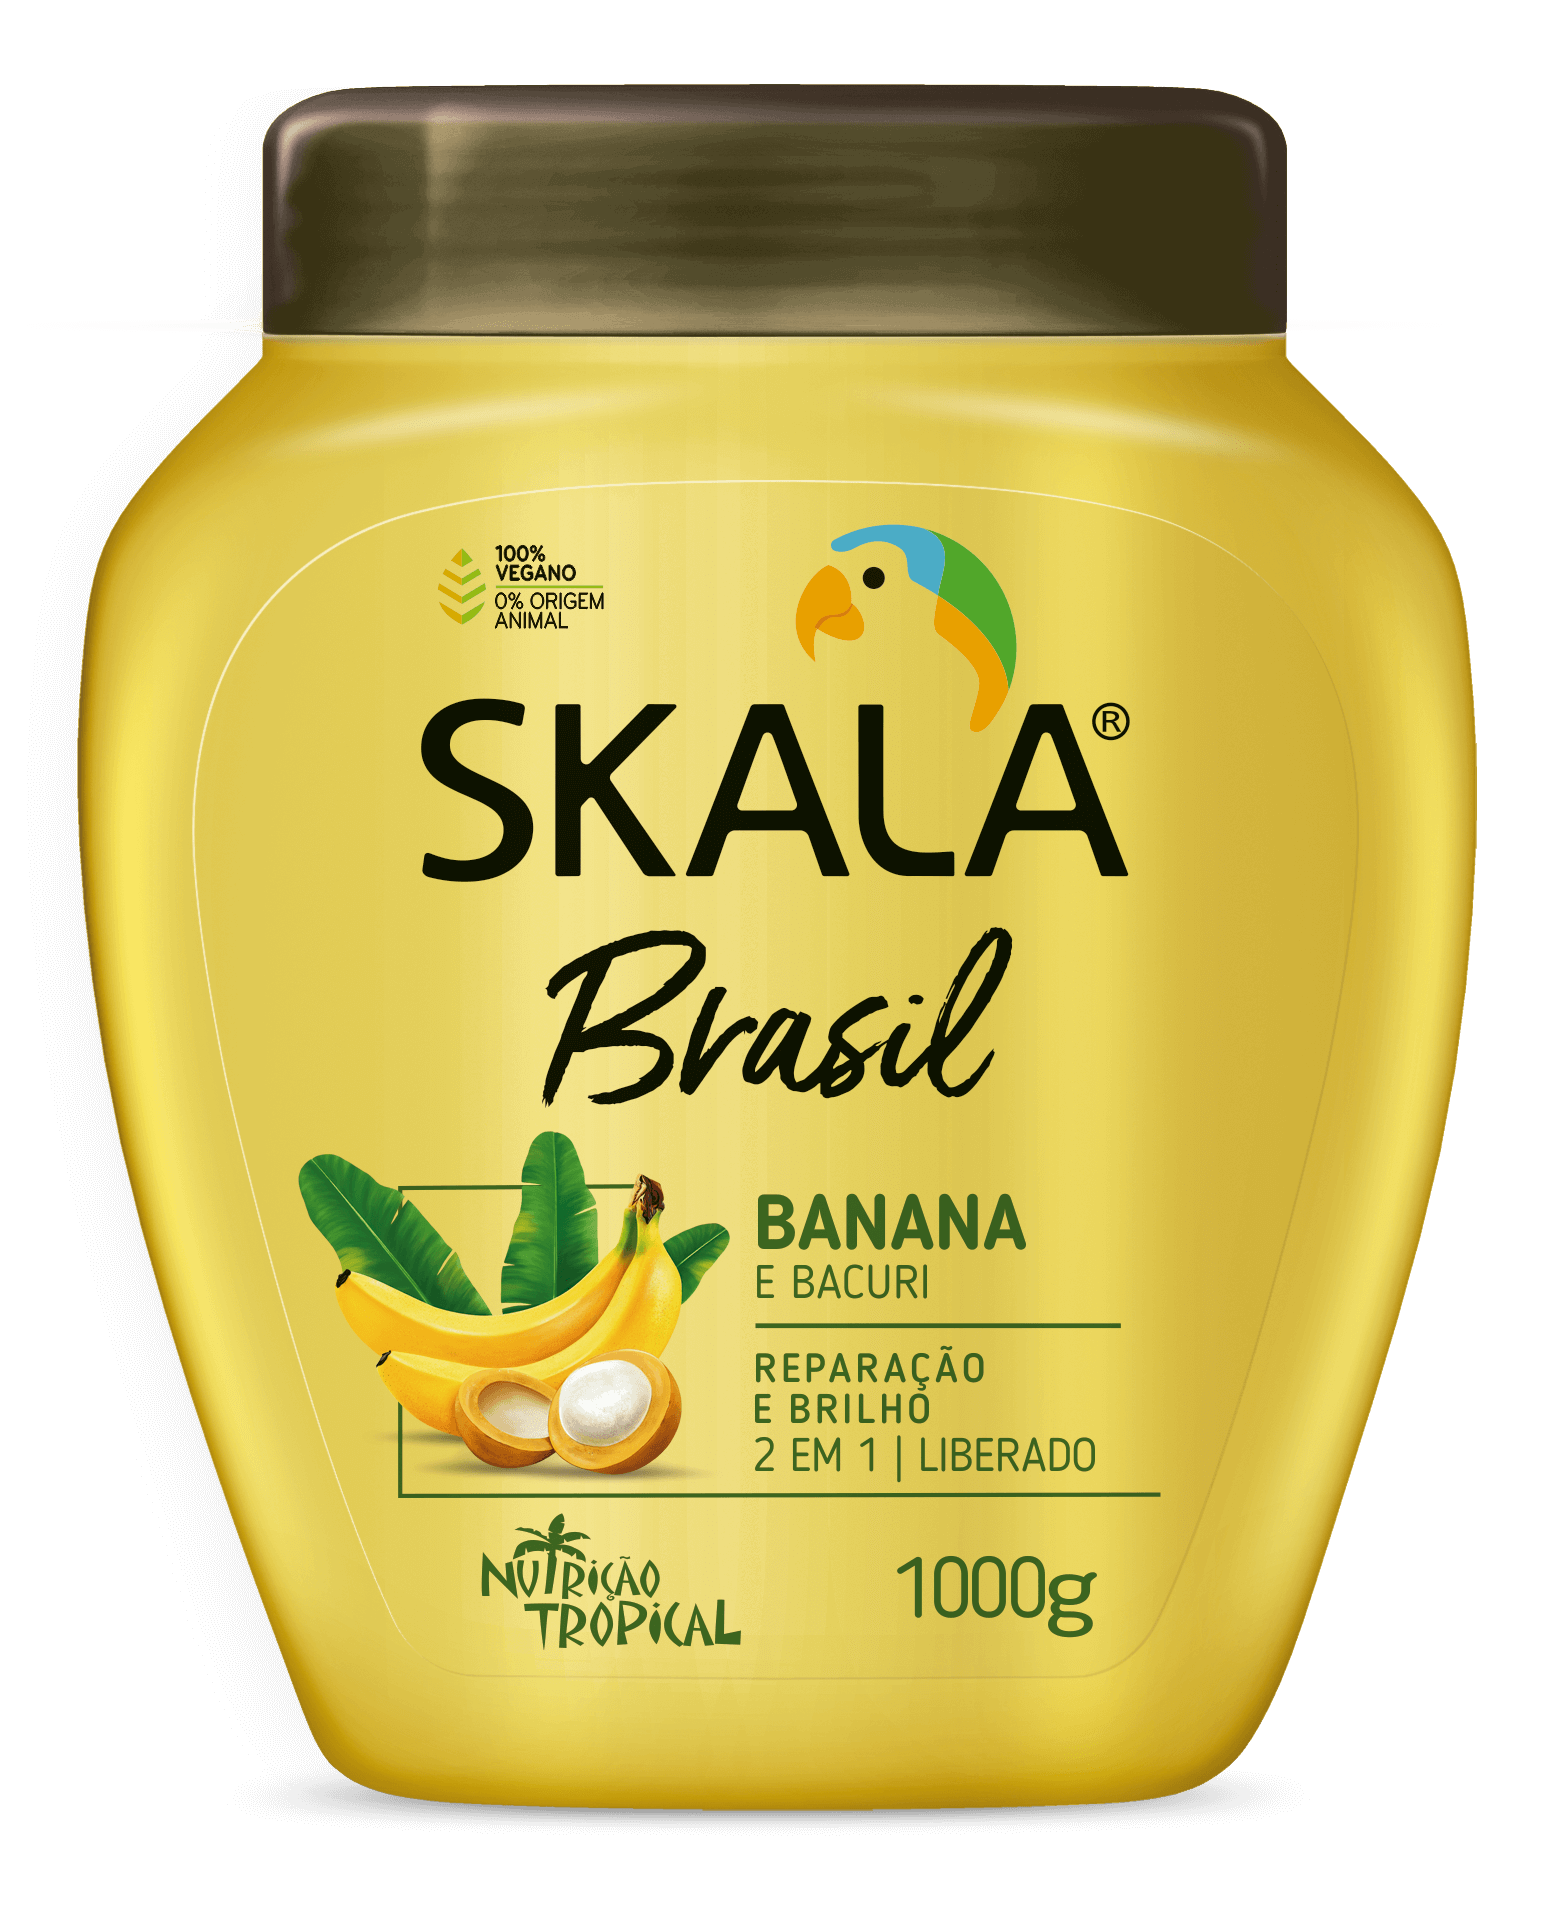 100%
VEGANO
0% ORIGEM
ANIMAL
SKALA®
Brasil
BANANA
E BACURI
REPARAÇÃO
E BRILHO
2 EM 1 | LIBERADO
NUTRIÇÃO
TROPICAL
1000g